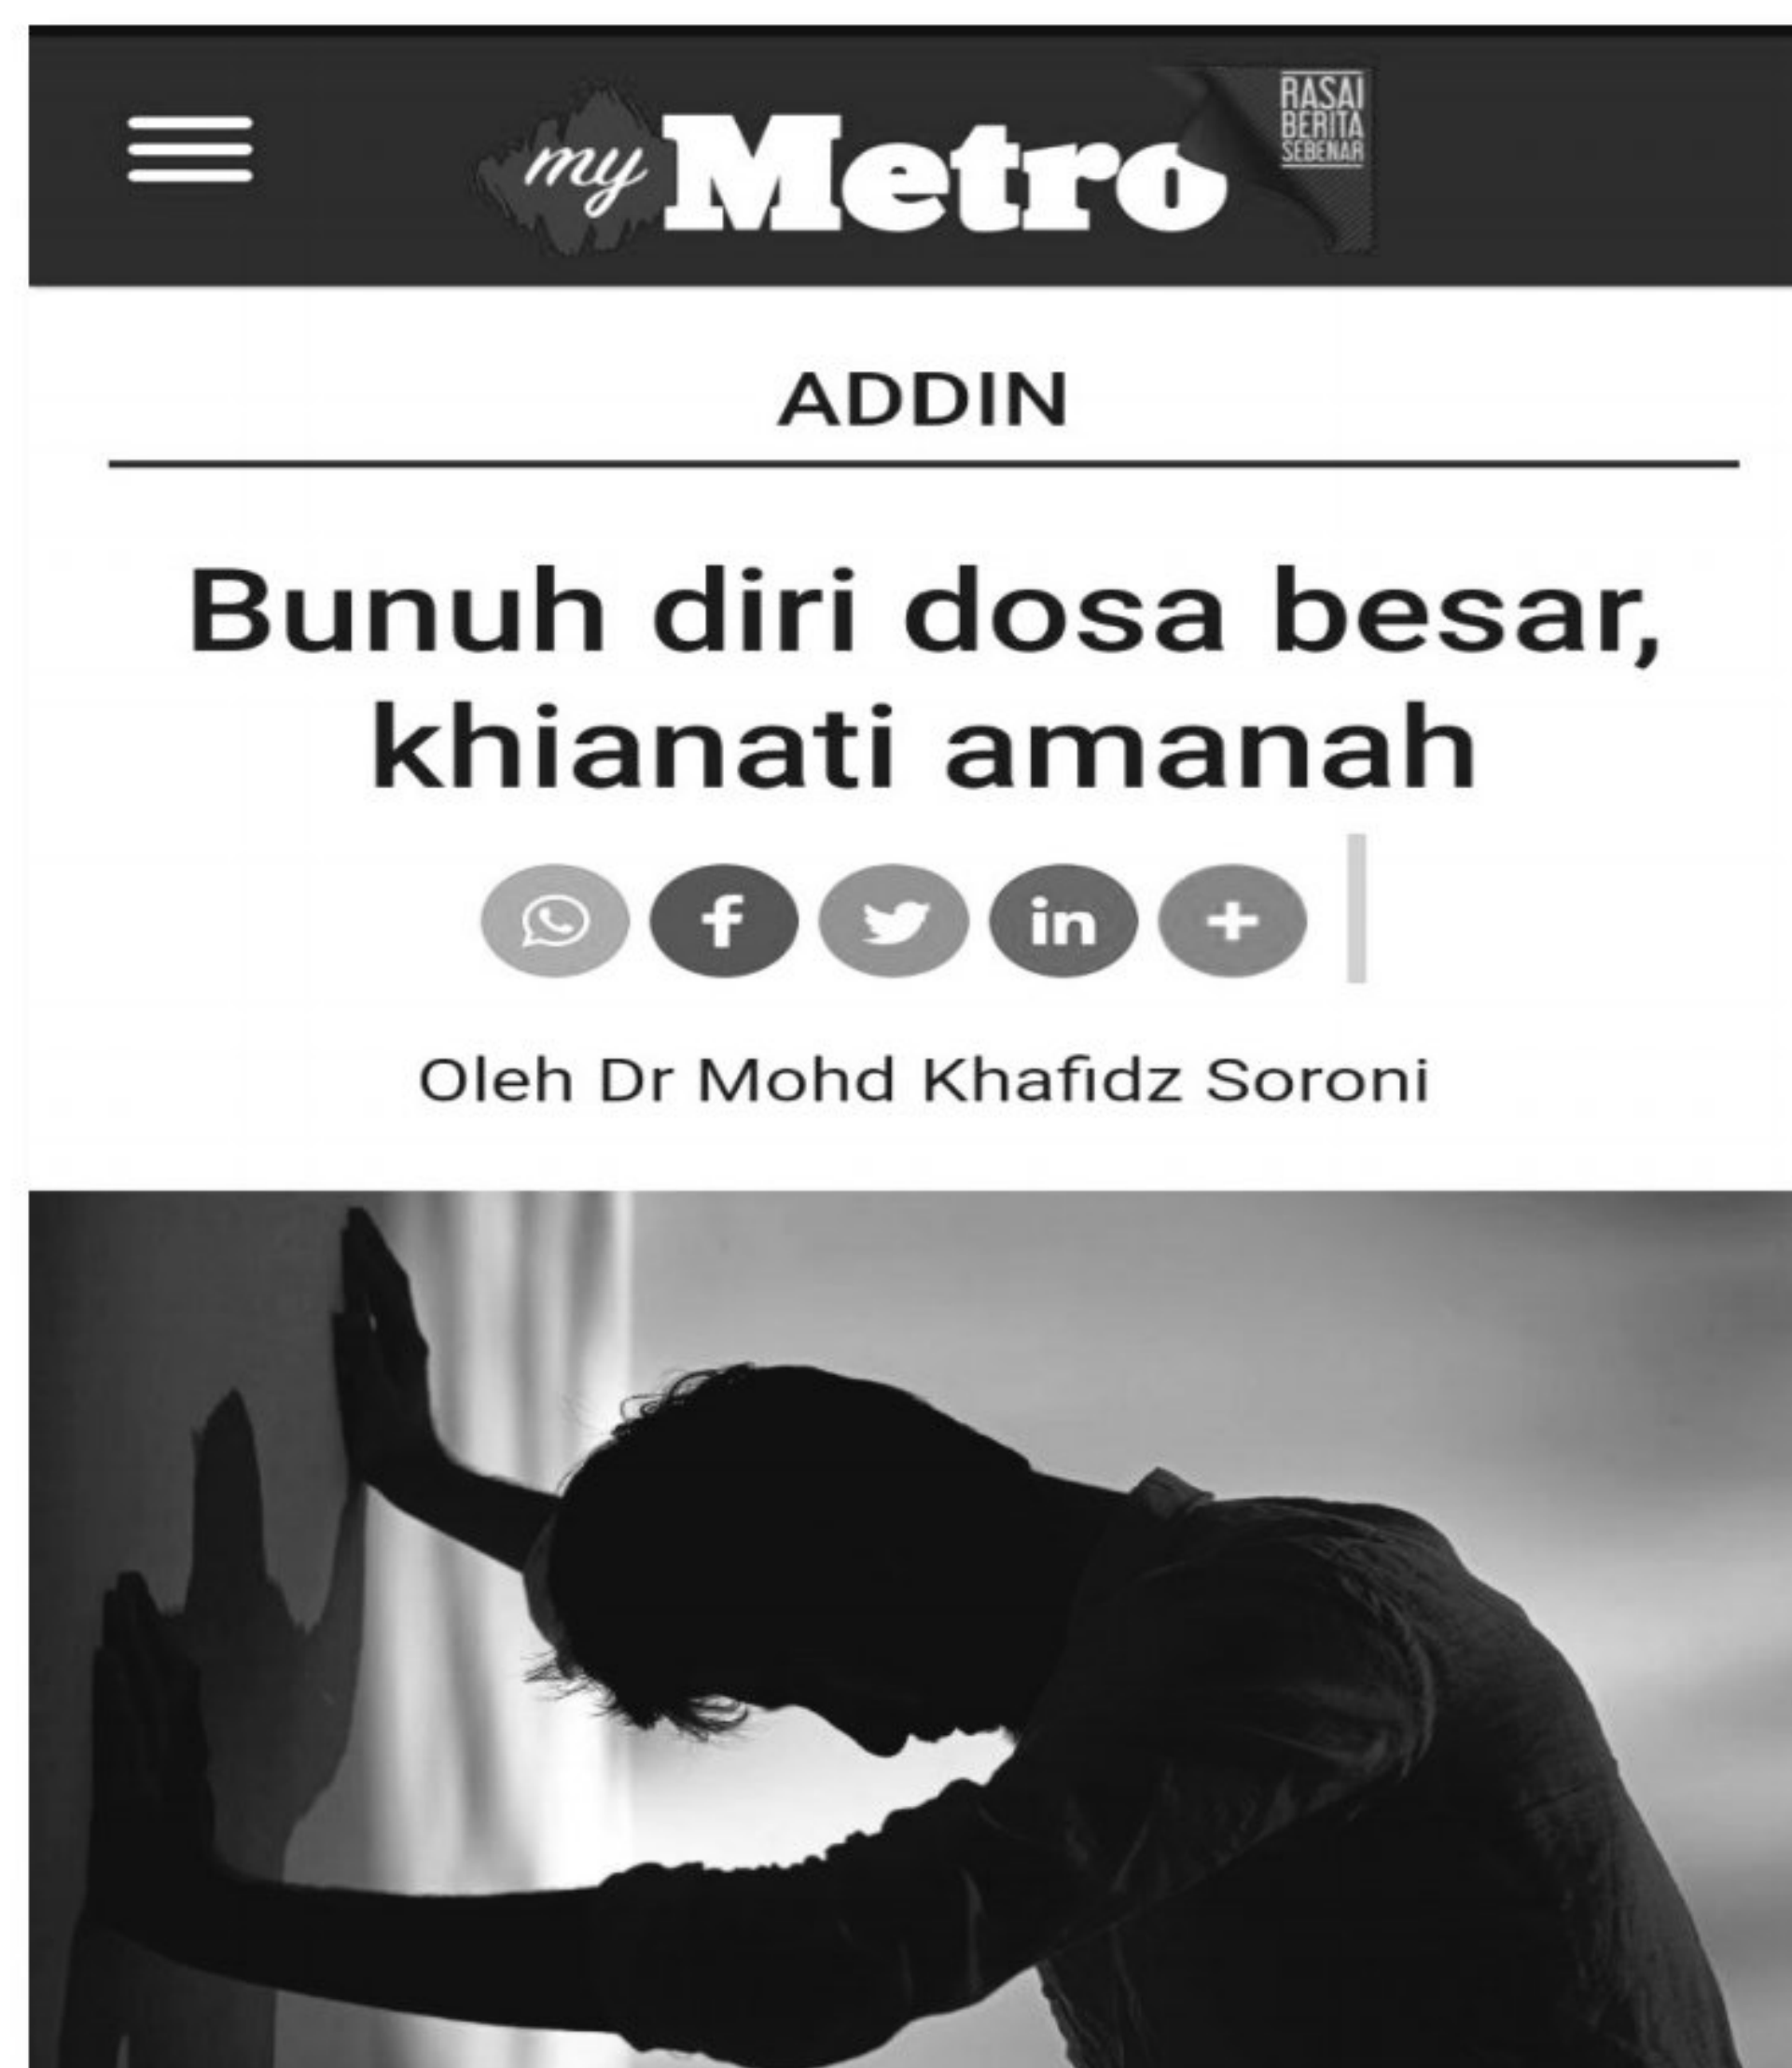 my Metro
RASAI
BERITA
SEBENAR
ADDIN
Bunuh diri dosa besar,
khianati amanah
Oleh Dr Mohd Khafidz Soroni